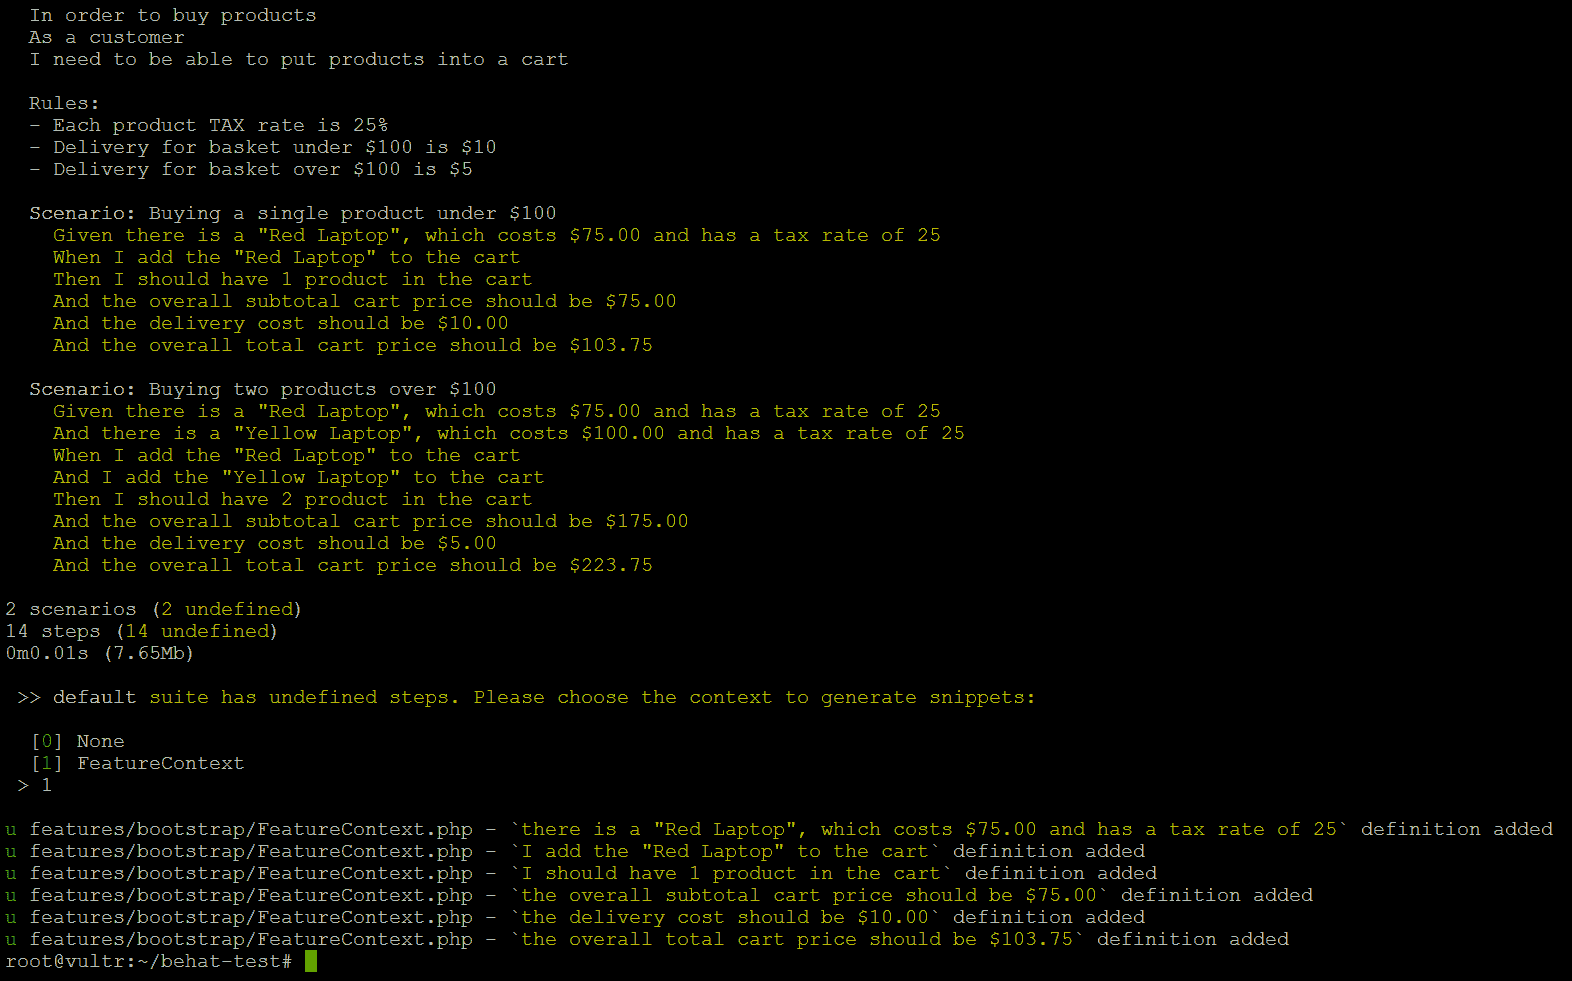 In order to buy products
As a customer
I need to be able to put products into a cart
Rules:
- Each product TAX rate is 25%
- Delivery for basket under $100 is $10
- Delivery for basket over $100 is $5
Scenario: Buying a single product under $100
Given there is a "Red Laptop", which costs $75.00 and has a tax rate of 25
When I add the "Red Laptop" to the cart
Then I should have 1 product in the cart
And the overall subtotal cart price should be $75.00
And the delivery cost should be $10.00
And the overall total cart price should be $103.75
Scenario: Buying two products over $100
Given there is a "Red Laptop", which costs $75.00 and has a tax rate of 25
And there is a "Yellow Laptop", which costs $100.00 and has a tax rate of 25
When I add the "Red Laptop" to the cart
And I add the "Yellow Laptop" to the cart
Then I should have 2 product in the cart
And the overall subtotal cart price should be $175.00
And the delivery cost should be $5.00
And the overall total cart price should be $223.75
2 scenarios (2 undefined)
14 steps (14 undefined)
0m0.01s (7.65Mb)
>> default suite has undefined steps. Please choose the context to generate snippets:
[0] None
[1] FeatureContext
> 1
u features/bootstrap/FeatureContext.php - `there is a "Red Laptop", which costs $75.00 and has a tax rate of 25` definition added
u features/bootstrap/FeatureContext.php - `I add the "Red Laptop" to the cart` definition added
u features/bootstrap/FeatureContext.php - `I should have 1 product in the cart` definition added
u features/bootstrap/FeatureContext.php - `the overall subtotal cart price should be $75.00` definition added
u features/bootstrap/FeatureContext.php - `the delivery cost should be $10.00` definition added
u features/bootstrap/FeatureContext.php - `the overall total cart price should be $103.75` definition added
root@vultr:~/behat-test#